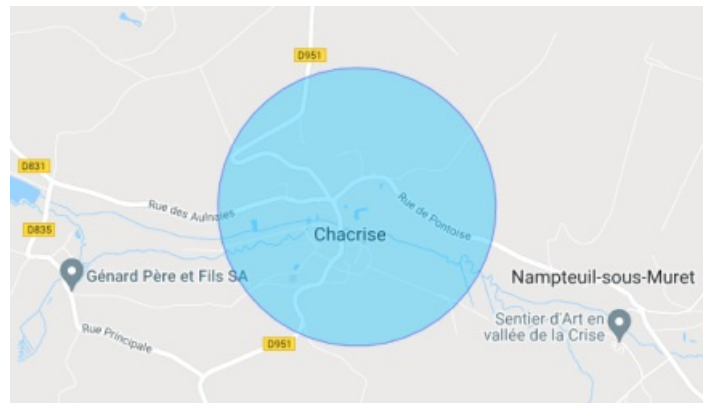 D951
D831
Rue des Aulnaies
Rue de Pontoise
D835
Chacrise
Génard Père et Fils SA
Nampteuil-sous-Muret
Sentier d'Art en
vallée de la Crise
Rue Principale
D951